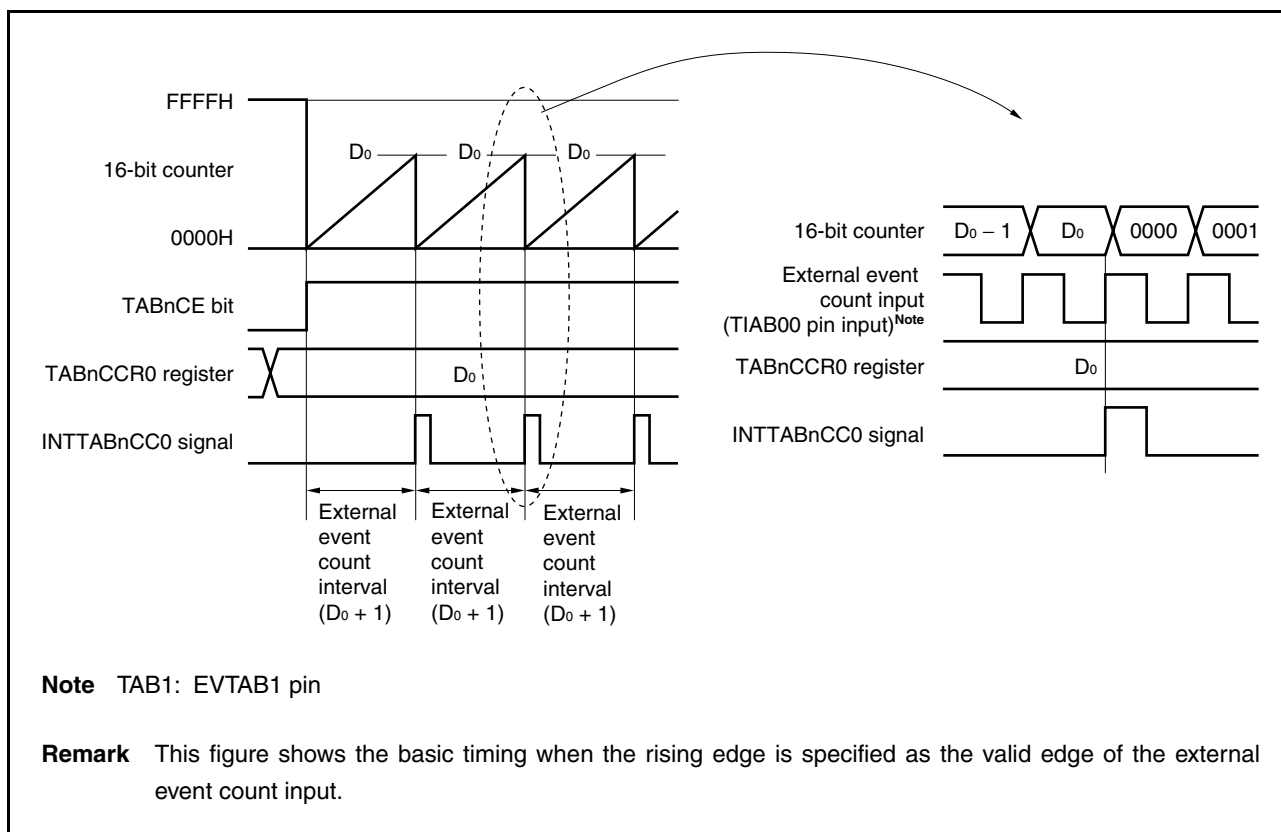 FFFFH
16-bit counter
0000H
D0 D0 D0
TABnCE bit
TABnCCR0 register
D0
INTTABnCC0 signal
External
event
count
interval
(D0 + 1)
External
event
count
interval
(D0 + 1)
External
event
count
interval
(D0 + 1)
16-bit counter
D0 − 1 D0 0000 0001
External event
count input
(TIAB00 pin input)Note
TABnCCR0 register
D0
INTTABnCC0 signal
Note TAB1: EVTAB1 pin
Remark This figure shows the basic timing when the rising edge is specified as the valid edge of the external
event count input.